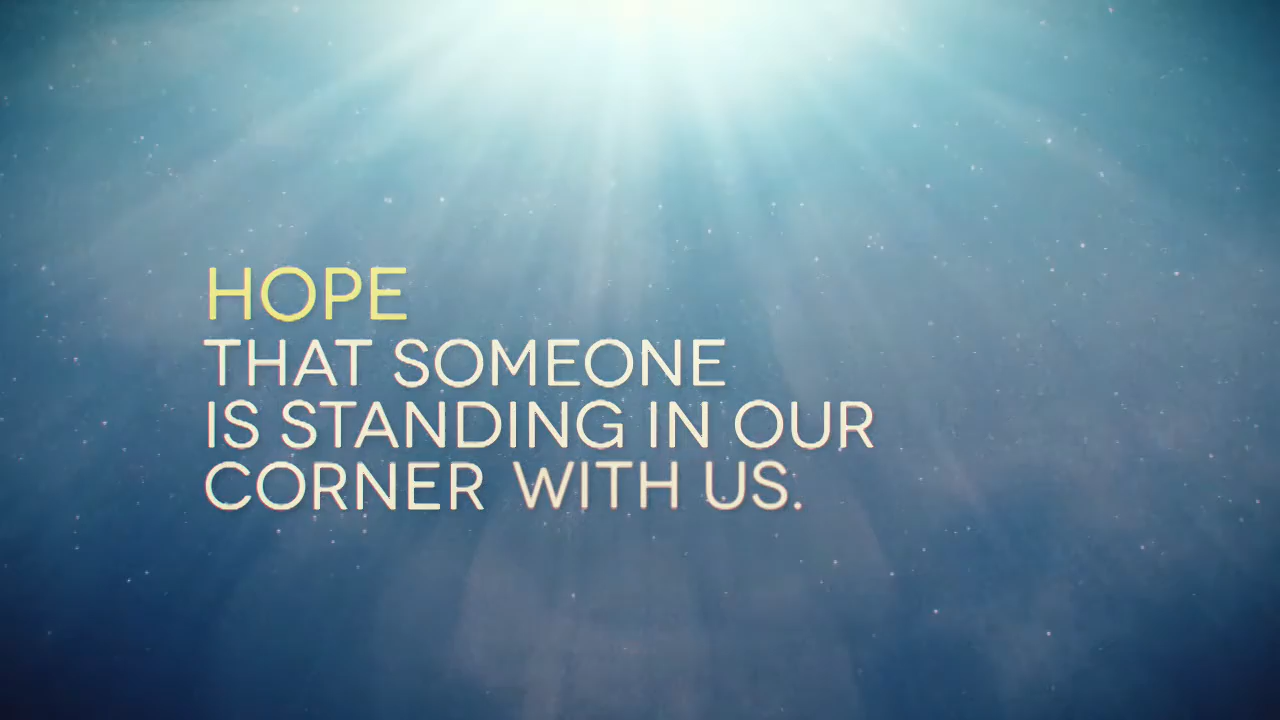 HOPE
THAT SOMEONE
IS STANDING IN OUR
CORNER WITH US.